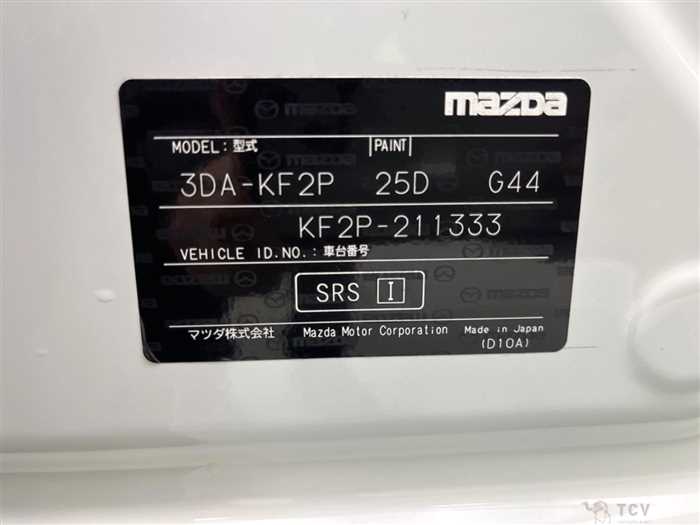 mazda
MODEL: 型式 PAINT
3DA-KF2P 25D G44
KF2P-211333
VEHICLE ID.NO.: 車台番号
SRS I
マツダ株式会社 Mazda Motor Corporation Made in Japan
(D10A)
TCV